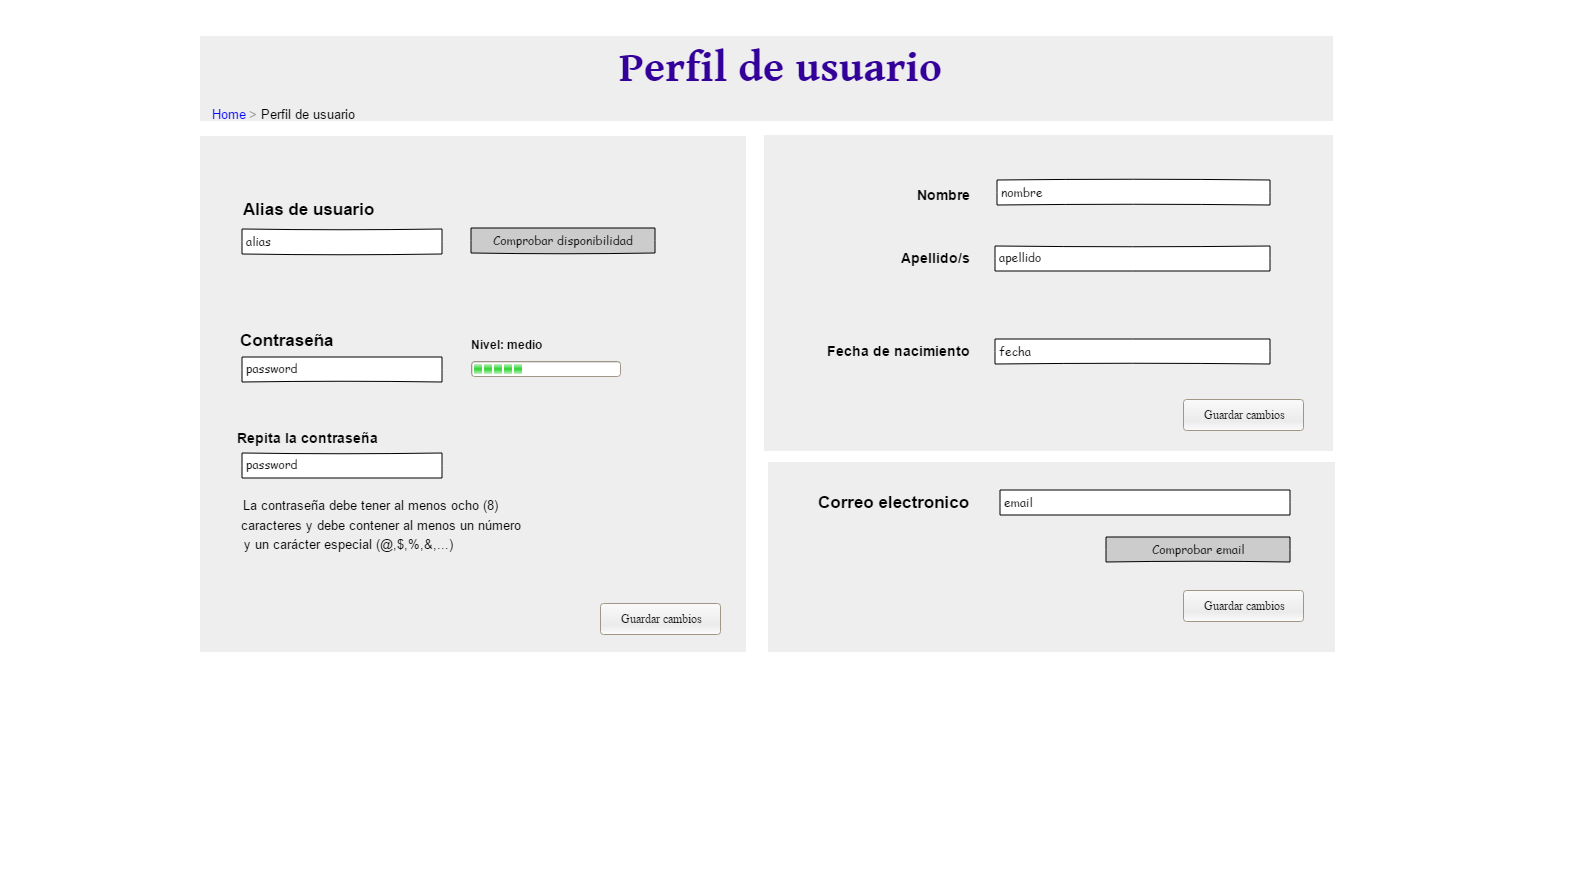 Perfil de usuario
Home > Perfil de usuario
Alias de usuario
alias
Comprobar disponibilidad
Contraseña
password
Nivel: medio
Repita la contraseña
password
La contraseña debe tener al menos ocho (8)
caracteres y debe contener al menos un número
y un carácter especial (@,$,%,&,...)
Guardar cambios
Nombre
nombre
Apellido/s
apellido
Fecha de nacimiento
fecha
Guardar cambios
Correo electronico
email
Comprobar email
Guardar cambios